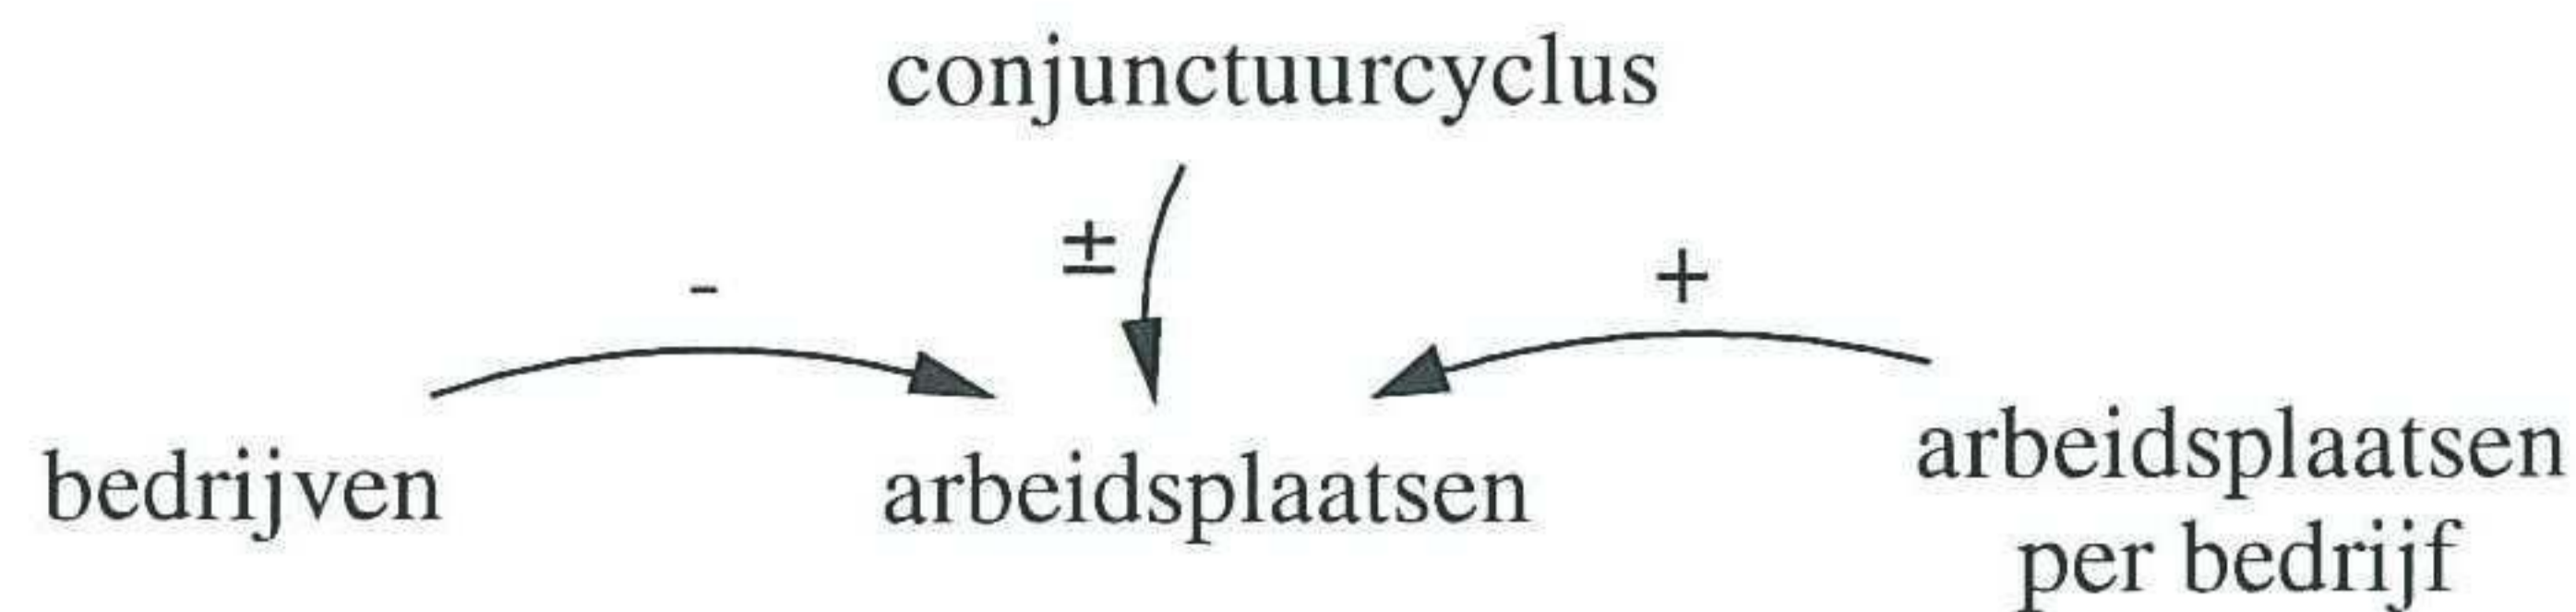 conjunctuurcyclus
±
-
+
bedrijven
arbeidsplaatsen
arbeidsplaatsen
per bedrijf